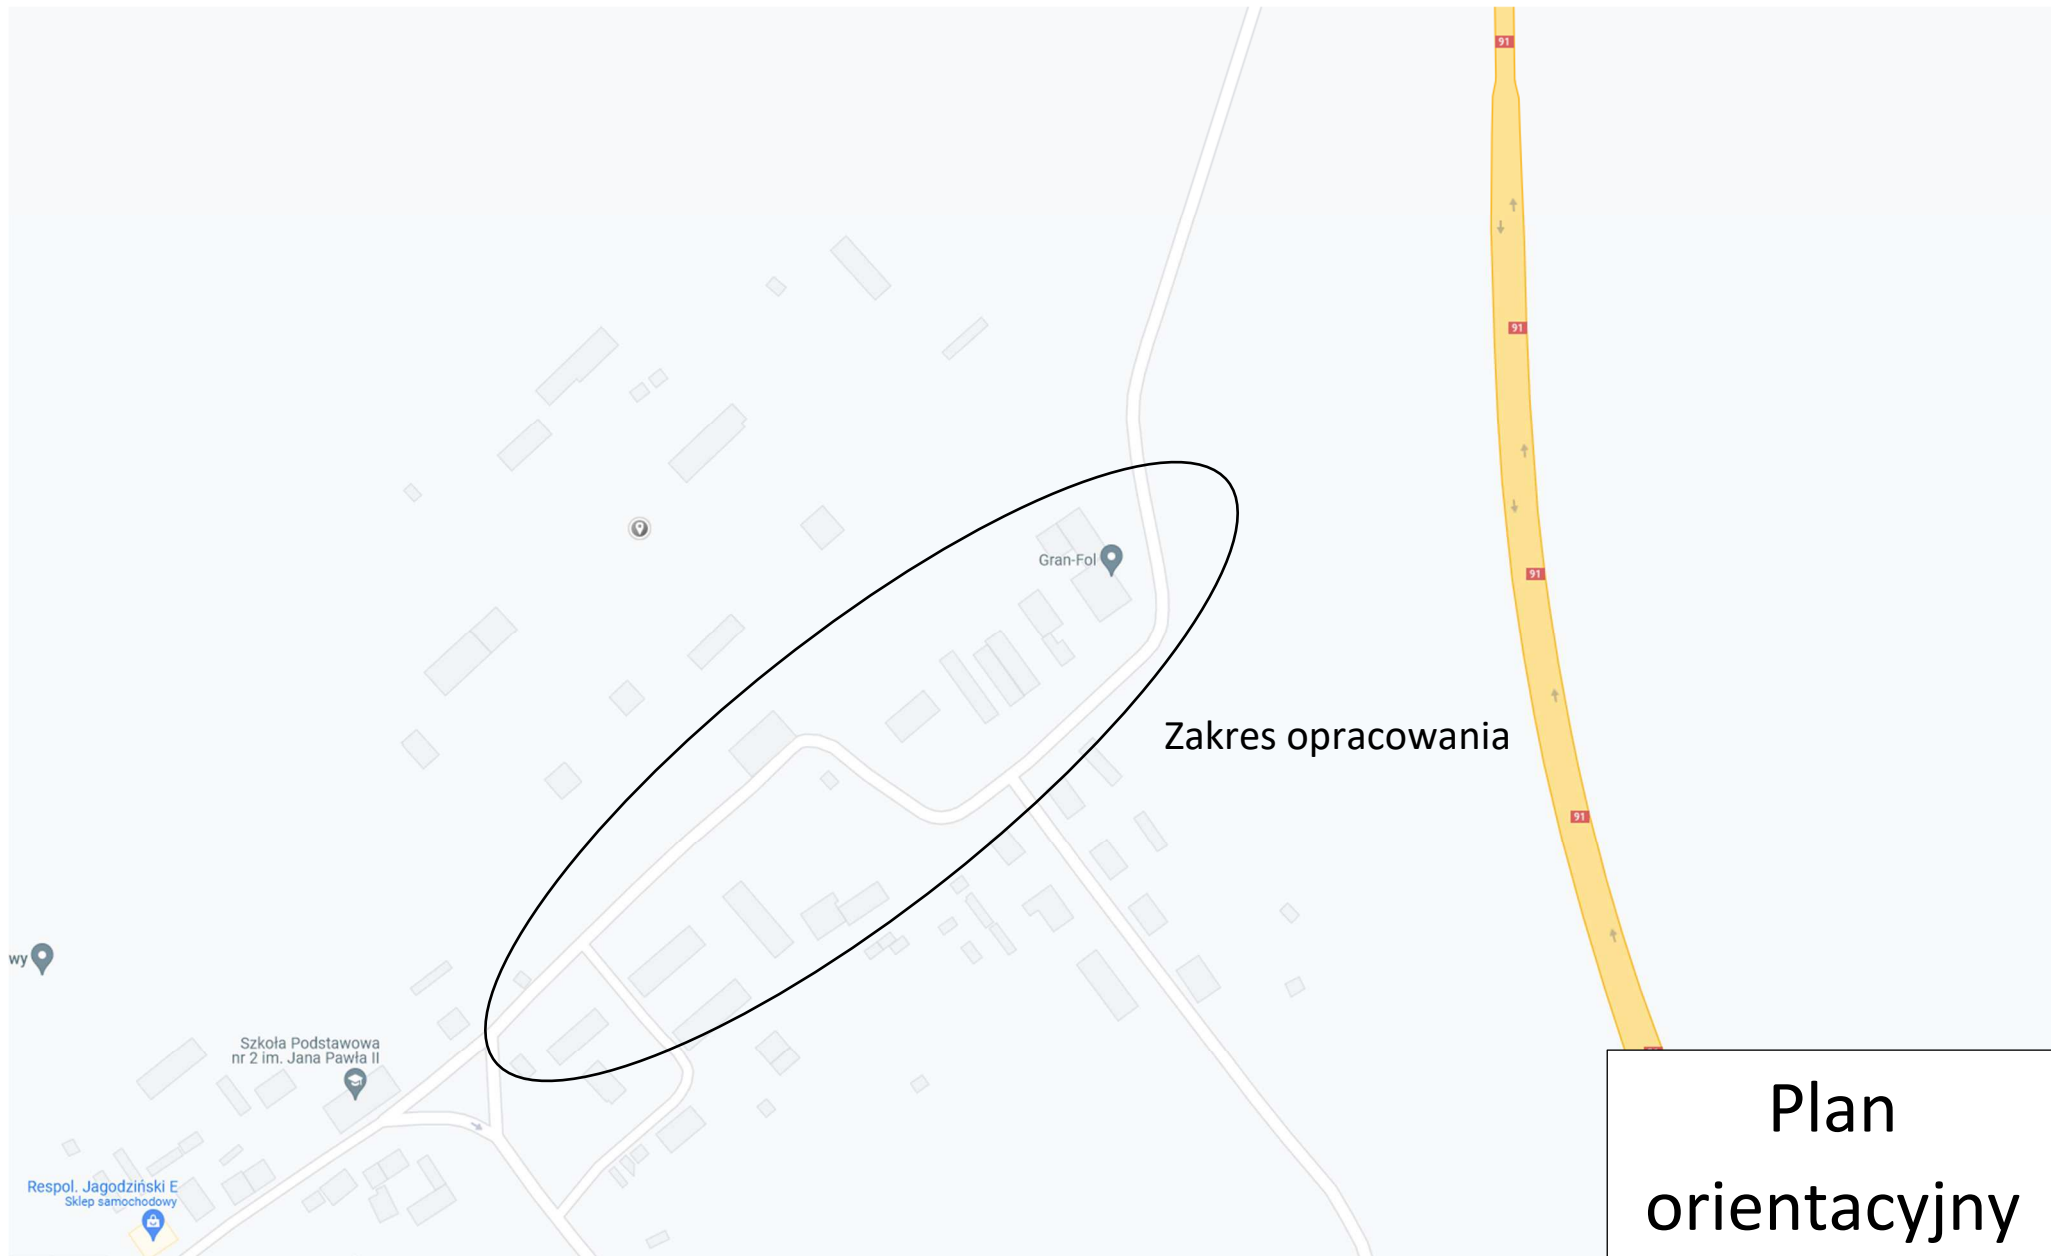 91
91
Gran-Fol
91
Zakres opracowania
91
wy
Szkoła Podstawowa
nr 2 im. Jana Pawła II
Plan
orientacyjny
Respol. Jagodziński E
Sklep samochodowy